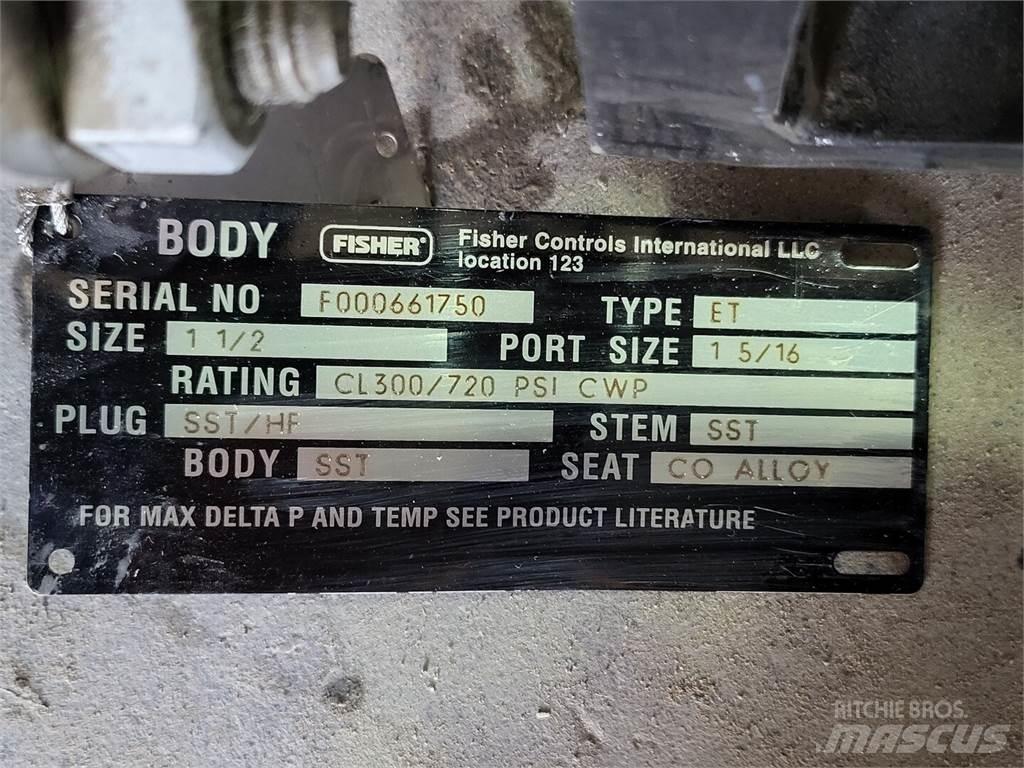 BODY FISHER® Fisher Controls International LLC
location 123
SERIAL NO F000661750 TYPE ET
SIZE 1 1/2 PORT SIZE 1 5/16
RATING CL300/720 PSI CWP
PLUG SST/HF STEM SST
BODY SST SEAT CO ALLOY
FOR MAX DELTA P AND TEMP SEE PRODUCT LITERATURE
RITCHIE BROS.
MASCUS